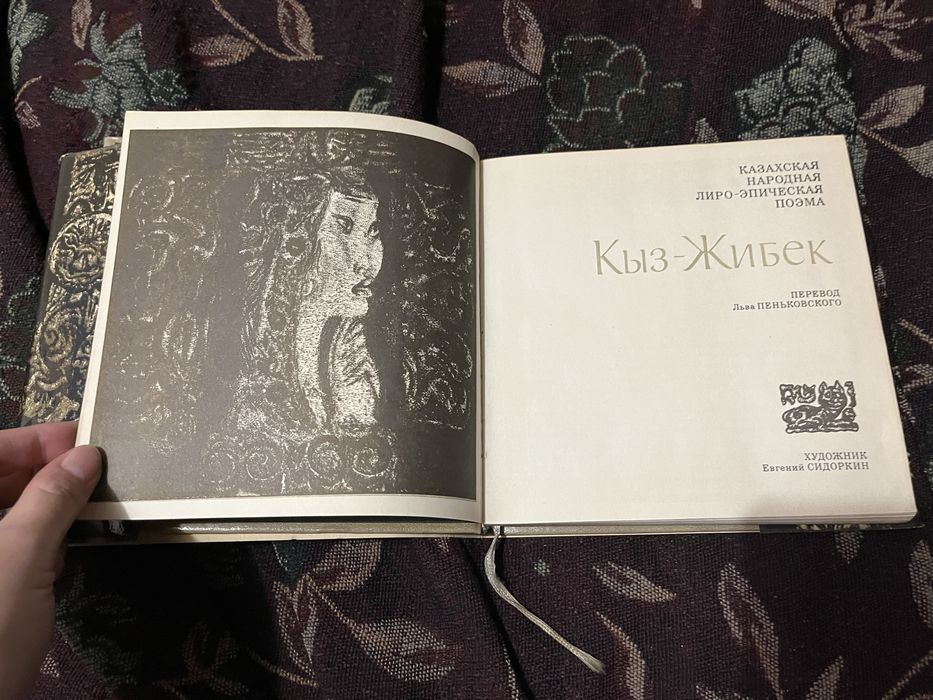 КАЗАХСКАЯ
НАРОДНАЯ
ЛИРО-ЭПИЧЕСКАЯ
ПОЭМА
Кыз-Жибек
ПЕРЕВОД
Льва ПЕНЬКОВСКОГО
ХУДОЖНИК
Евгений СИДОРКИН